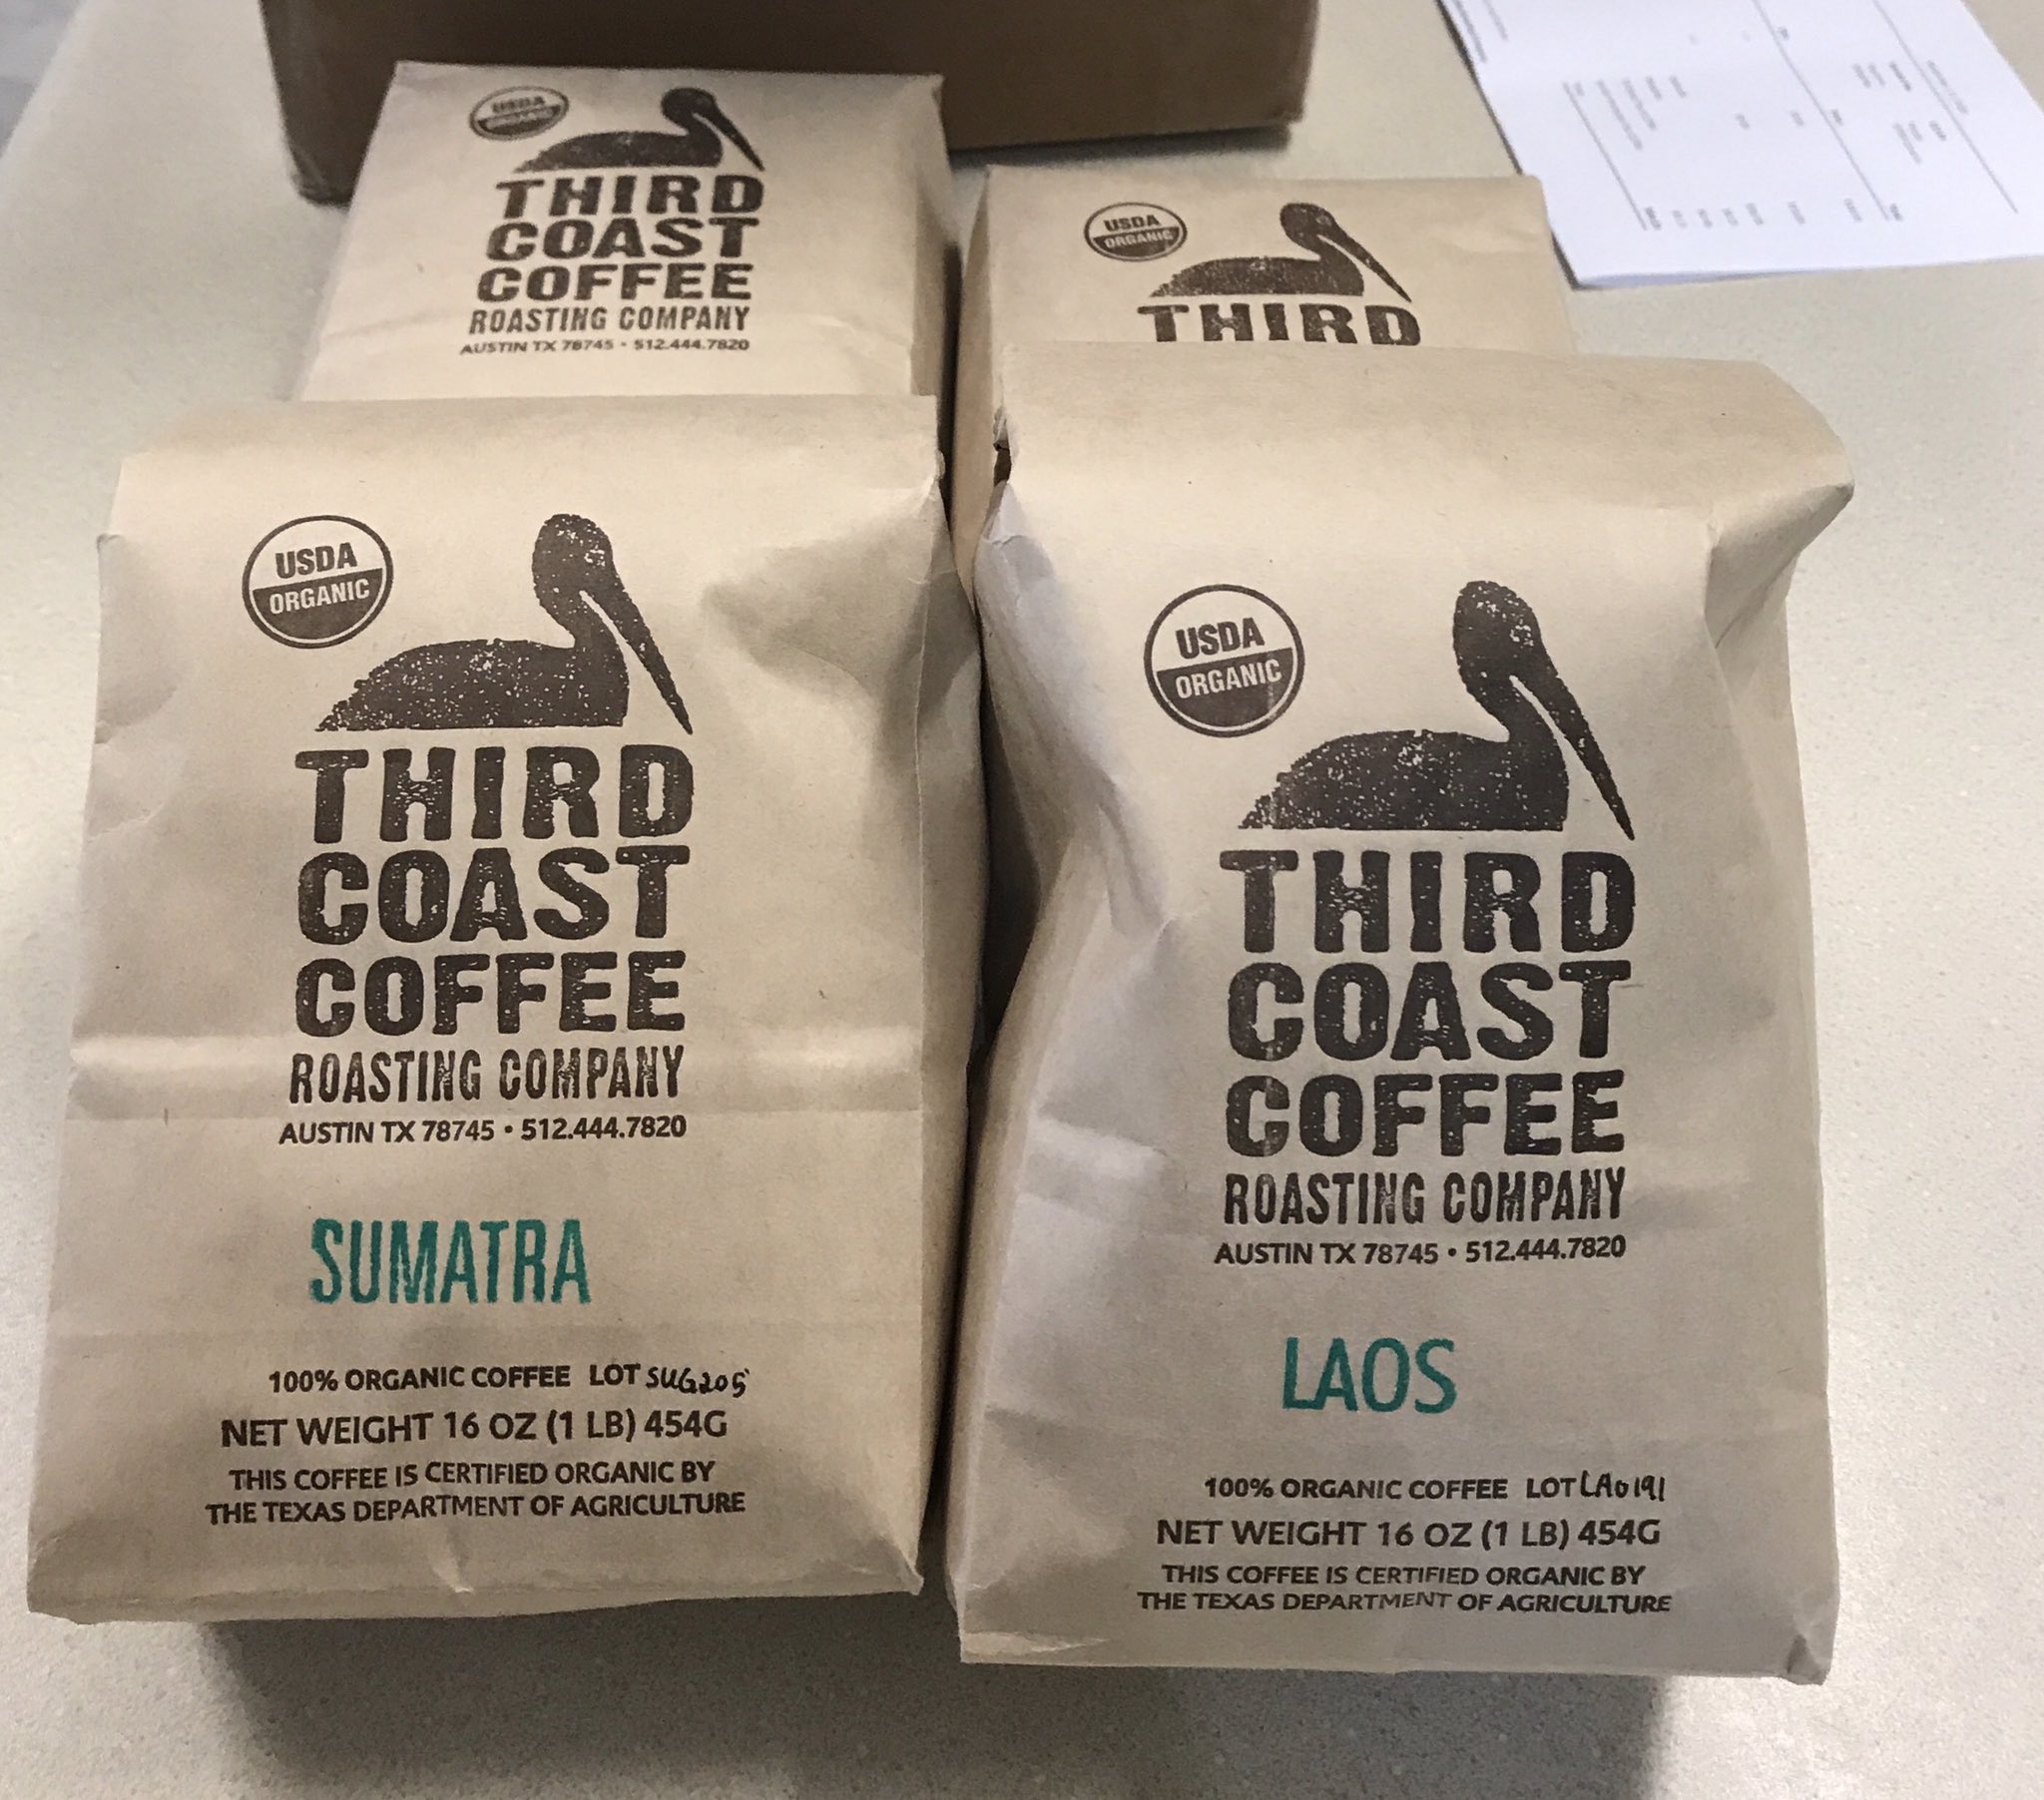 USDA
ORGANIC
THIRD
COAST
COFFEE
ROASTING COMPANY
AUSTIN TX 78745 • 512.444.7820
USDA
ORGANIC
THIRD
USDA
ORGANIC
THIRD
COAST
COFFEE
ROASTING COMPANY
AUSTIN TX 78745 • 512.444.7820
SUMATRA
100% ORGANIC COFFEE LOT SUG205
NET WEIGHT 16 OZ (1 LB) 454G
THIS COFFEE IS CERTIFIED ORGANIC BY
THE TEXAS DEPARTMENT OF AGRICULTURE
USDA
ORGANIC
THIRD
COAST
COFFEE
ROASTING COMPANY
AUSTIN TX 78745 • 512.444.7820
LAOS
100% ORGANIC COFFEE LOT LAO191
NET WEIGHT 16 OZ (1 LB) 454G
THIS COFFEE IS CERTIFIED ORGANIC BY
THE TEXAS DEPARTMENT OF AGRICULTURE